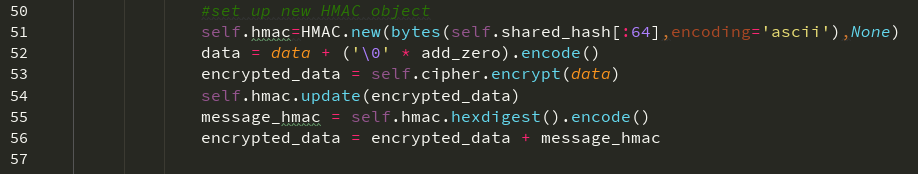 50 #set up new HMAC object
51 self.hmac=HMAC.new(bytes(self.shared_hash[:64],encoding='ascii'),None)
52 data = data + ('\0' * add_zero).encode()
53 encrypted_data = self.cipher.encrypt(data)
54 self.hmac.update(encrypted_data)
55 message_hmac = self.hmac.hexdigest().encode()
56 encrypted_data = encrypted_data + message_hmac
57